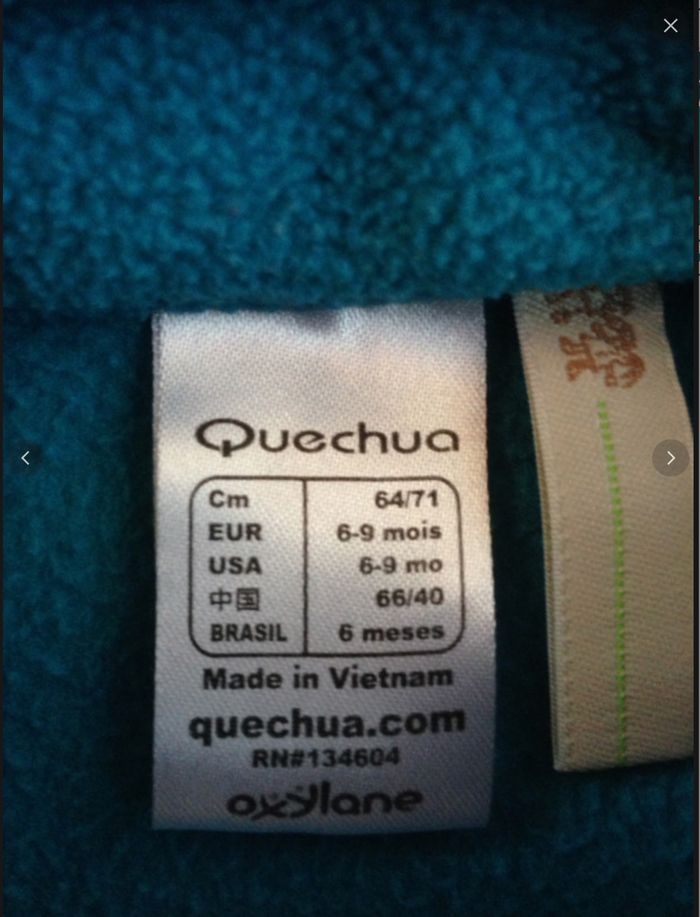 Quechua
Cm 64/71
EUR 6-9 mois
USA 6-9 mo
中国 66/40
BRASIL 6 meses
Made in Vietnam
quechua.com
RN#134604
oxylane